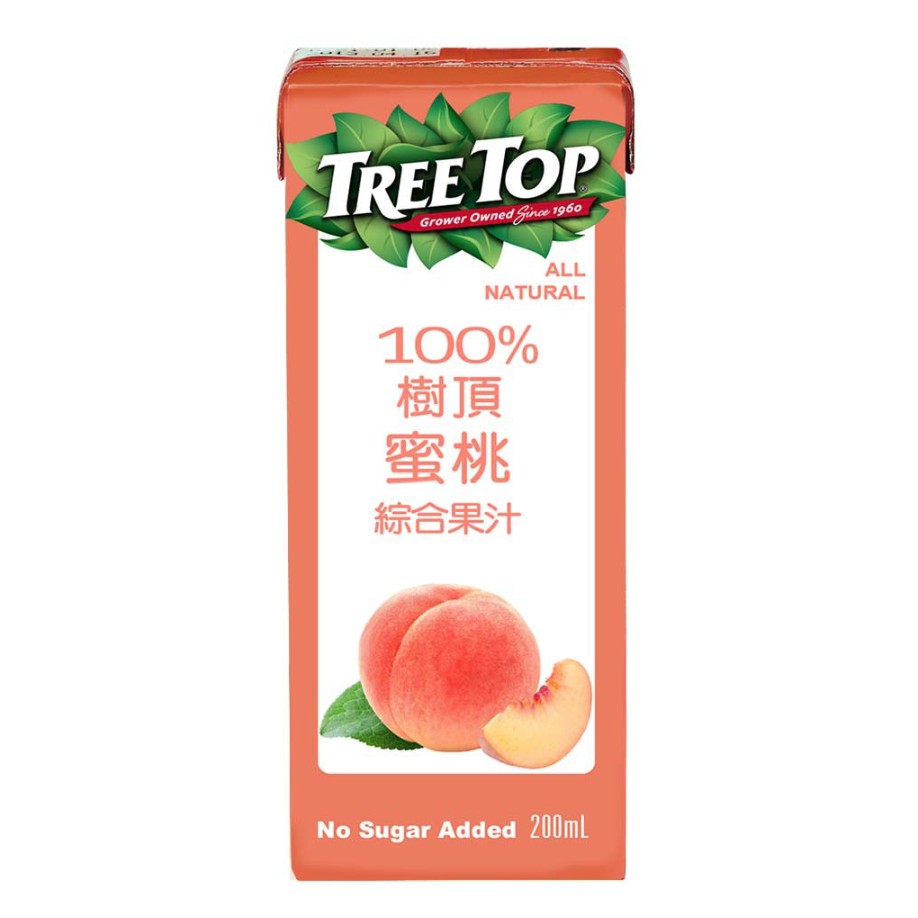 TREE TOP®
Grower Owned Since 1960
ALL
NATURAL
100%
樹頂
蜜桃
綜合果汁
No Sugar Added 200mL